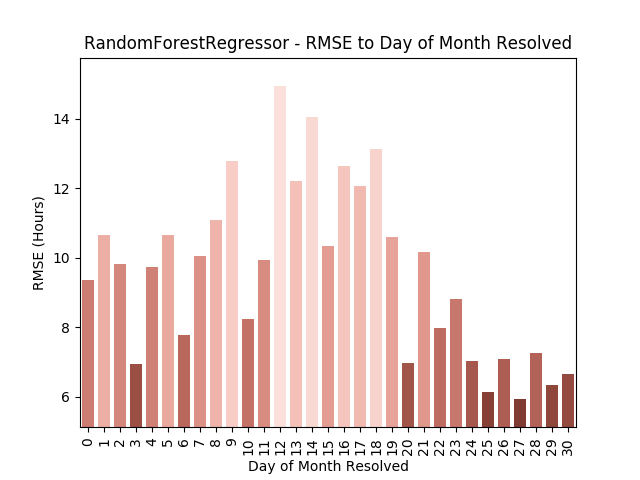 RandomForestRegressor - RMSE to Day of Month Resolved
14
12
10
8
6
RMSE (Hours)
0 1 2 3 4 5 6 7 8 9 10 11 12 13 14 15 16 17 18 19 20 21 22 23 24 25 26 27 28 29 30
Day of Month Resolved